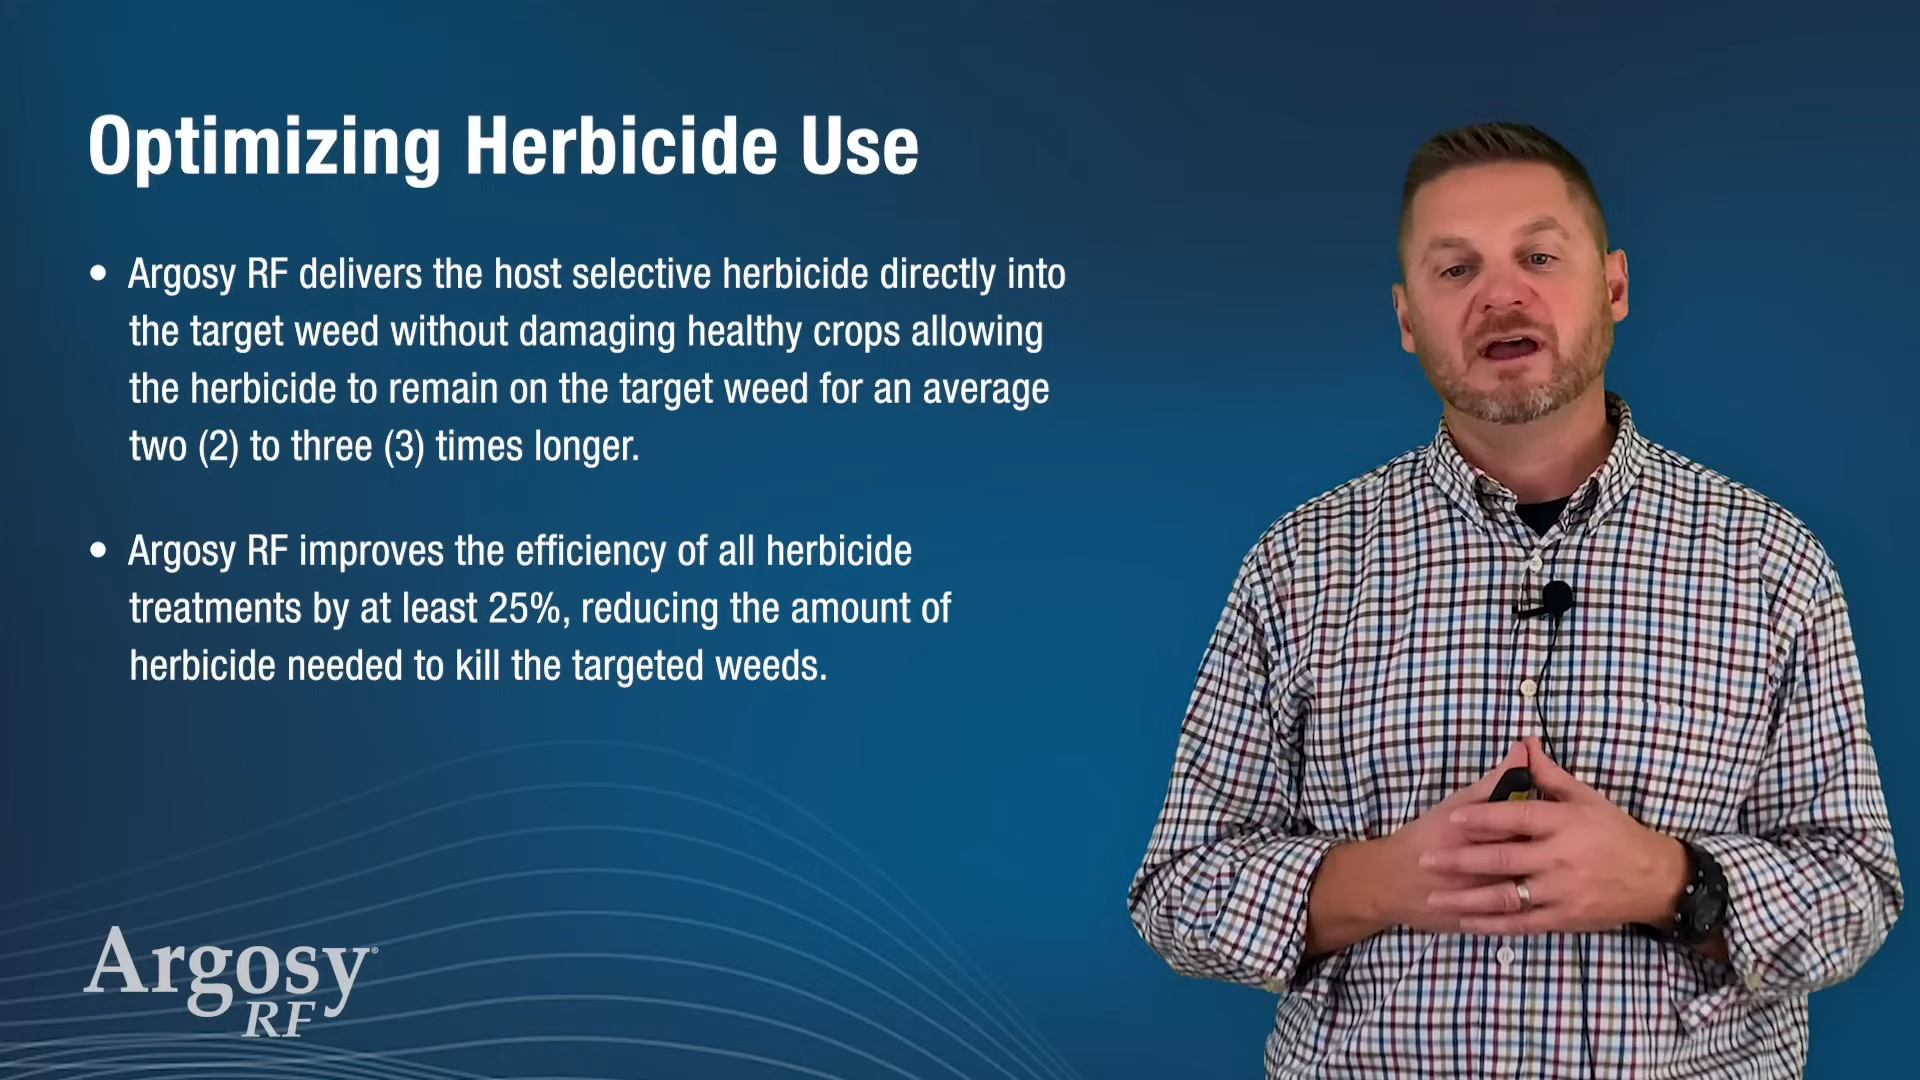 Optimizing Herbicide Use
• Argosy RF delivers the host selective herbicide directly into
the target weed without damaging healthy crops allowing
the herbicide to remain on the target weed for an average
two (2) to three (3) times longer.
• Argosy RF improves the efficiency of all herbicide
treatments by at least 25%, reducing the amount of
herbicide needed to kill the targeted weeds.
Argosy®
RF